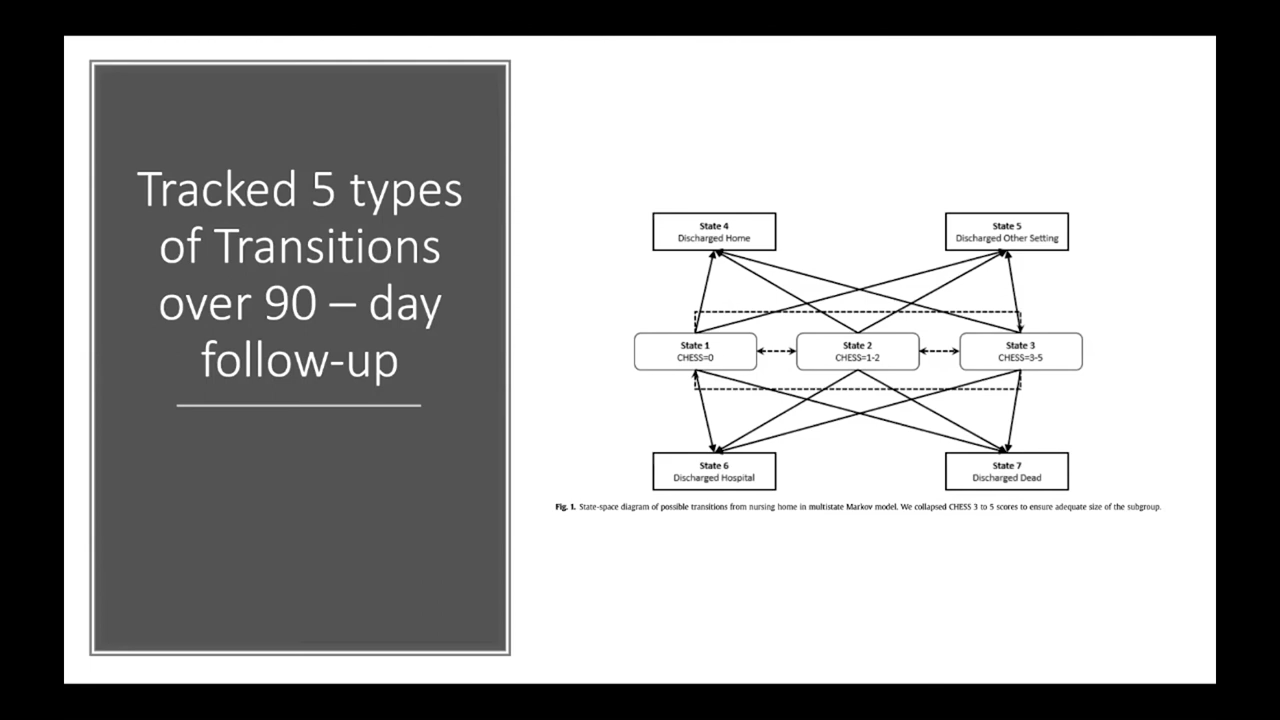 Tracked 5 types
of Transitions
over 90 – day
follow-up
State 4
Discharged Home
State 5
Discharged Other Setting
State 1
CHESS=0
State 2
CHESS=1-2
State 3
CHESS=3-5
State 6
Discharged Hospital
State 7
Discharged Dead
Fig. 1. State-space diagram of possible transitions from nursing home in multistate Markov model. We collapsed CHESS 3 to 5 scores to ensure adequate size of the subgroup.